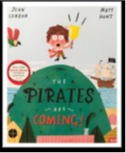 JOHN CONDON
MATT HUNT
THE
PIRATES
ARE
COMING!